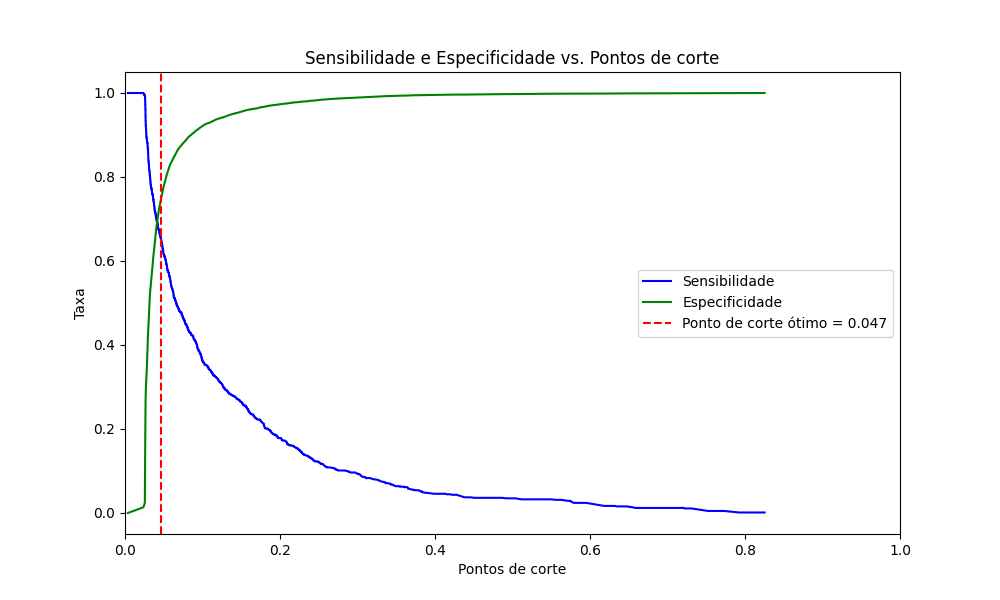 Sensibilidade e Especificidade vs. Pontos de corte
1.0
0.8
0.6
0.4
0.2
0.0
Taxa
Sensibilidade
Especificidade
Ponto de corte ótimo = 0.047
0.0 0.2 0.4 0.6 0.8 1.0
Pontos de corte